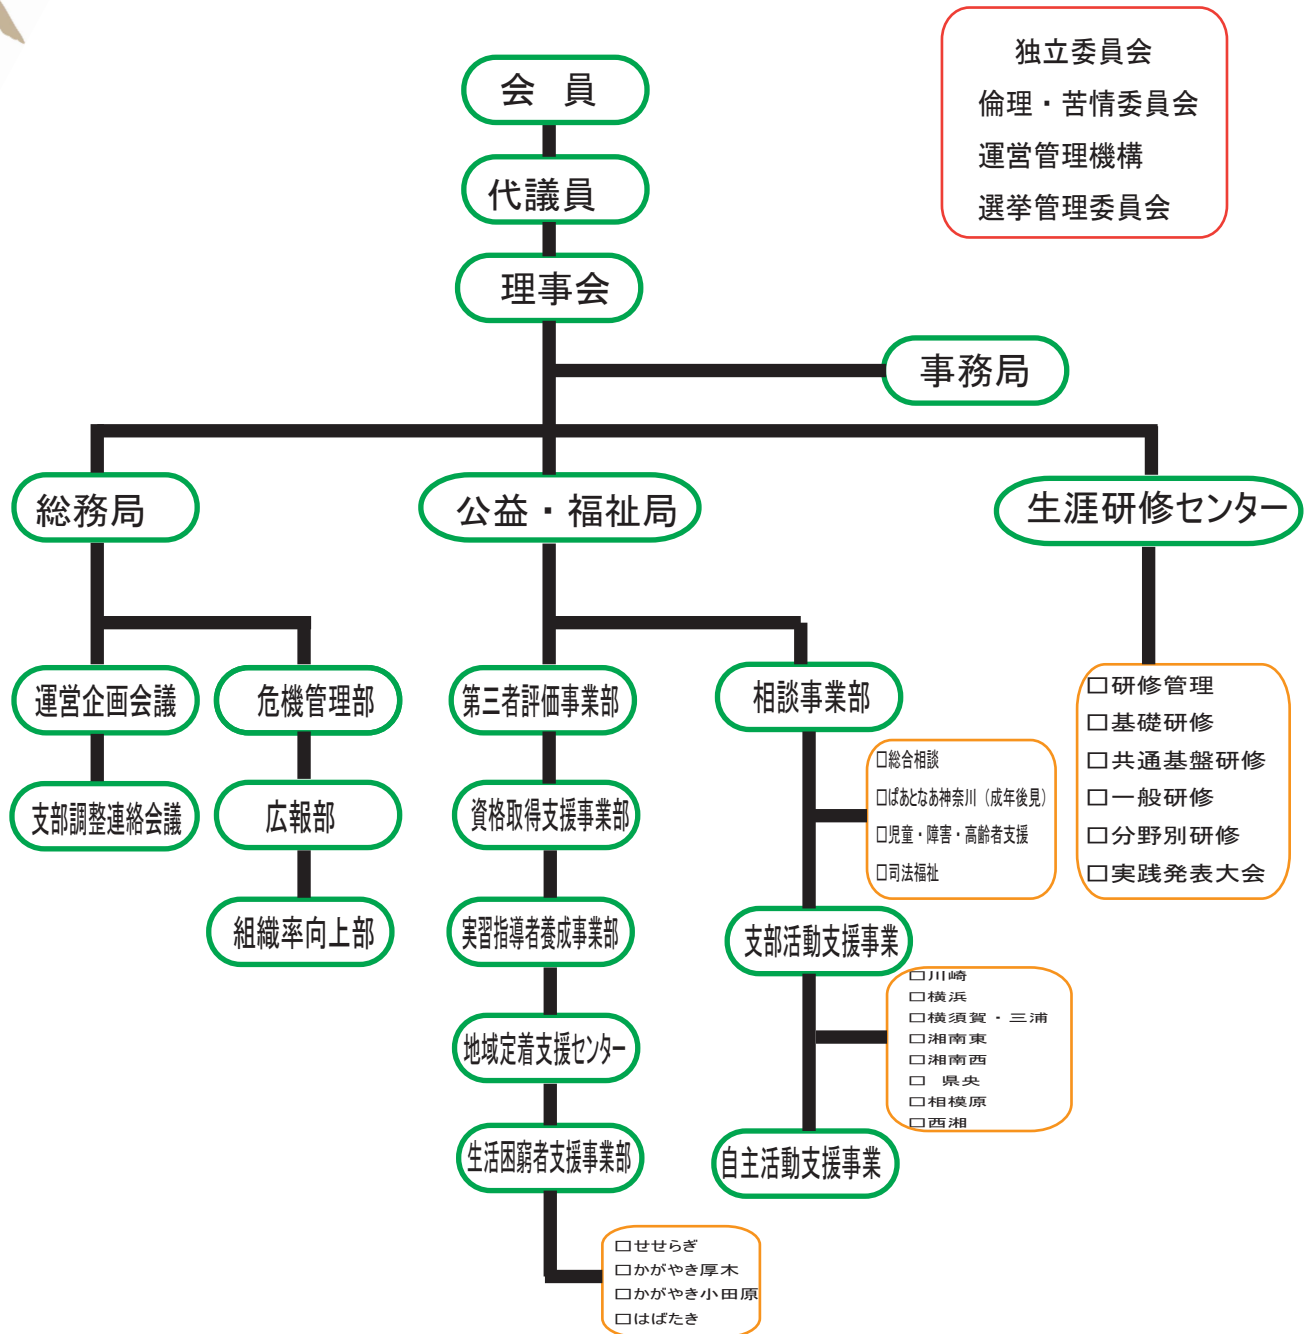 独立委員会
倫理・苦情委員会
運営管理機構
選挙管理委員会
会 員
代議員
理事会
事務局
総務局
公益・福祉局
生涯研修センター
運営企画会議
支部調整連絡会議
危機管理部
広報部
組織率向上部
第三者評価事業部
資格取得支援事業部
実習指導者養成事業部
地域定着支援センター
生活困窮者支援事業部
□せせらぎ
□かがやき厚木
□かがやき小田原
□はばたき
相談事業部
□総合相談
□ぱあとなあ神奈川（成年後見）
□児童・障害・高齢者支援
□司法福祉
支部活動支援事業
□川崎
□横浜
□横須賀・三浦
□湘南東
□湘南西
□ 県央
□相模原
□西湘
自主活動支援事業
□研修管理
□基礎研修
□共通基盤研修
□一般研修
□分野別研修
□実践発表大会